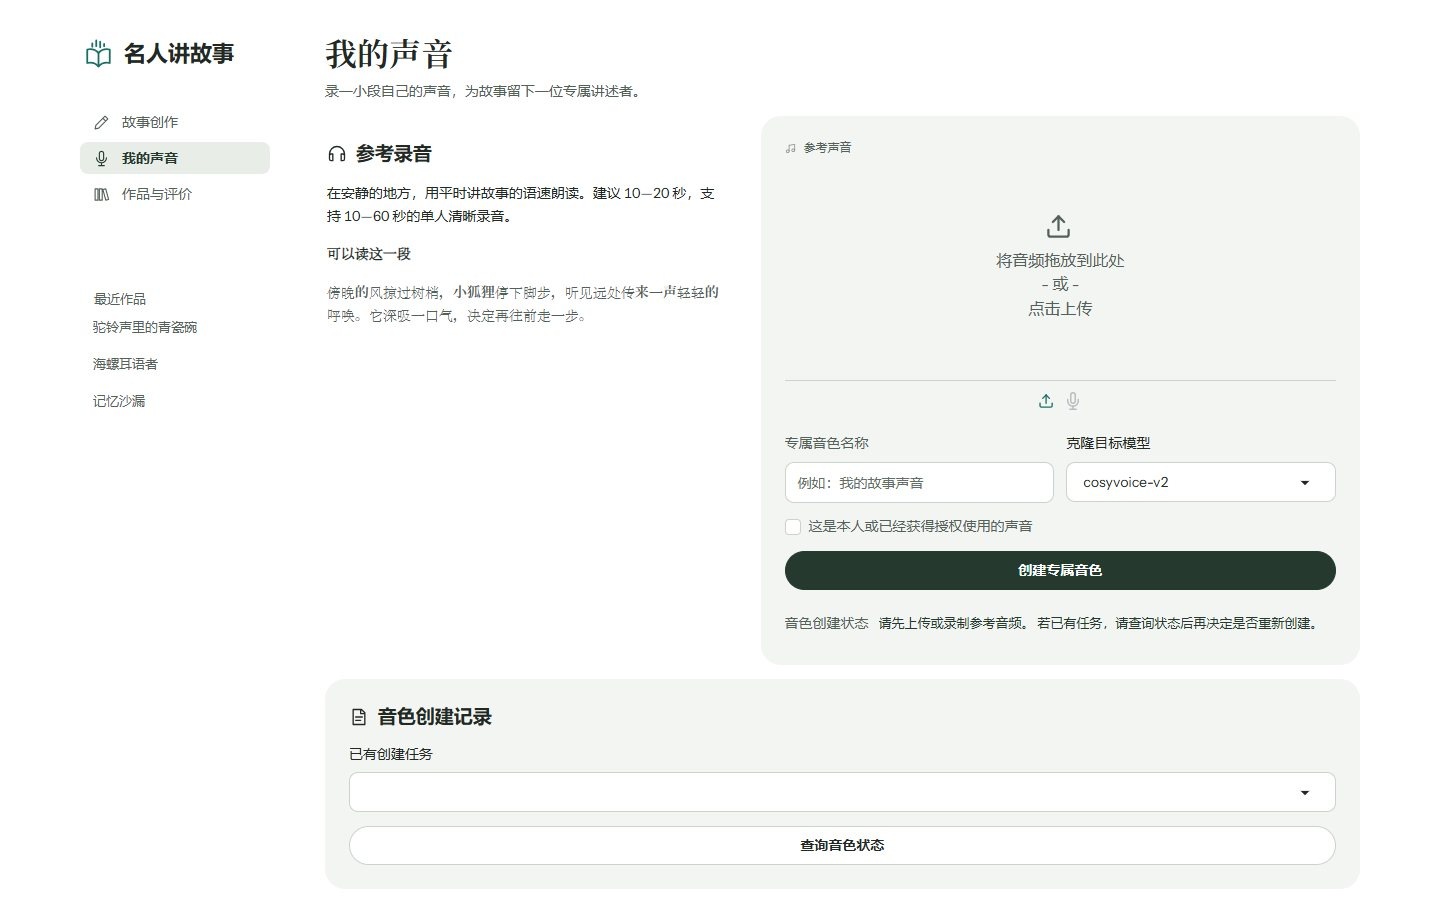 名人讲故事
故事创作
我的声音
作品与评价
最近作品
驼铃声里的青瓷碗
海螺耳语者
记忆沙漏
我的声音
录一小段自己的声音，为故事留下一位专属讲述者。
参考录音
在安静的地方，用平时讲故事的语速朗读。建议 10—20 秒，支
持 10—60 秒的单人清晰录音。
可以读这一段
傍晚的风掠过树梢，小狐狸停下脚步，听见远处传来一声轻轻的
呼唤。它深吸一口气，决定再往前走一步。
参考声音
将音频拖放到此处
- 或 -
点击上传
专属音色名称
克隆目标模型
例如：我的故事声音
cosyvoice-v2
这是本人或已经获得授权使用的声音
创建专属音色
音色创建状态 请先上传或录制参考音频。 若已有任务，请查询状态后再决定是否重新创建。
音色创建记录
已有创建任务
查询音色状态